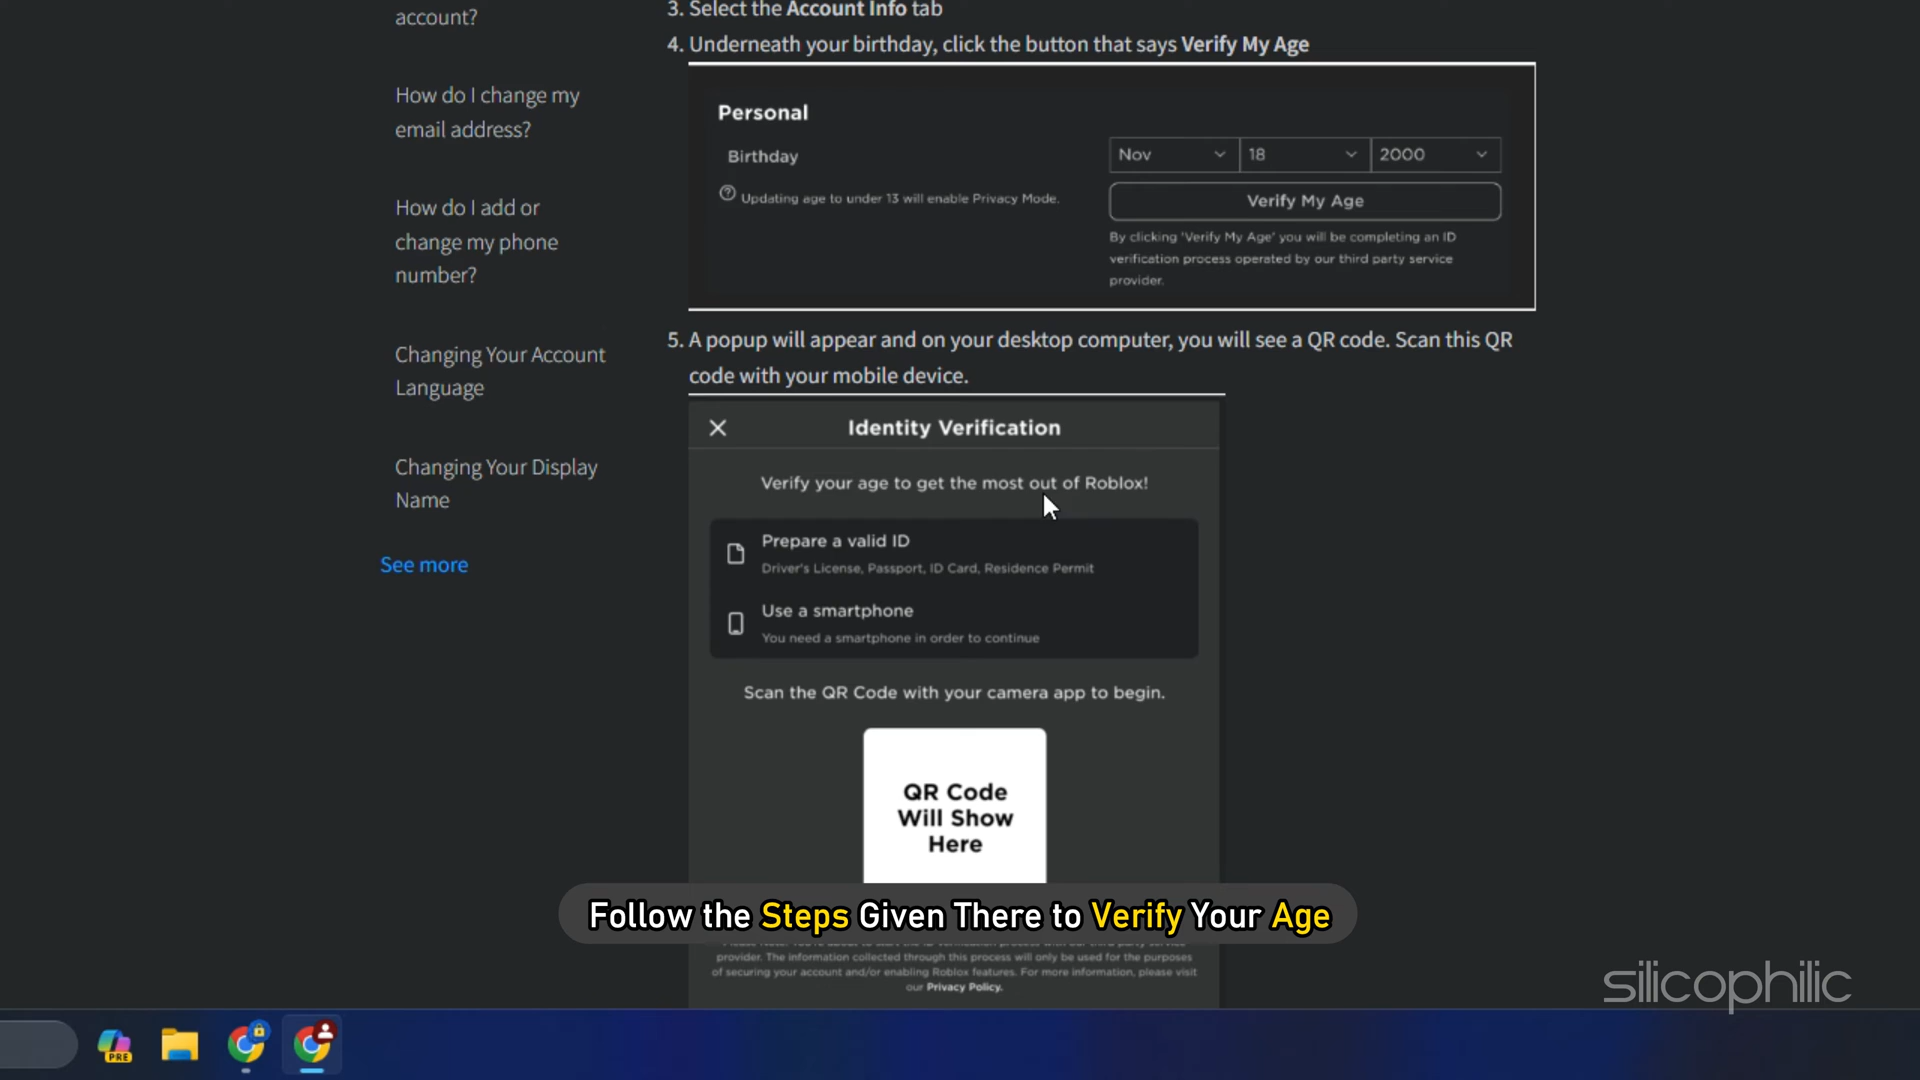 account?
How do I change my
email address?
How do I add or
change my phone
number?
Changing Your Account
Language
Changing Your Display
Name
See more
3. Select the Account Info tab
4. Underneath your birthday, click the button that says Verify My Age
Personal
Birthday
Nov 18 2000
Updating age to under 13 will enable Privacy Mode.
Verify My Age
By clicking 'Verify My Age' you will be completing an ID
verification process operated by our third party service
provider.
5. A popup will appear and on your desktop computer, you will see a QR code. Scan this QR
code with your mobile device.
Identity Verification
Verify your age to get the most out of Roblox!
Prepare a valid ID
Driver's License, Passport, ID Card, Residence Permit
Use a smartphone
You need a smartphone in order to continue
Scan the QR Code with your camera app to begin.
QR Code
Will Show
Here
Follow the Steps Given There to Verify Your Age
provider. The information collected through this process will only be used for the purposes
of securing your account and/or enabling Roblox features. For more information, please visit
our Privacy Policy.
silicophilic
PRE